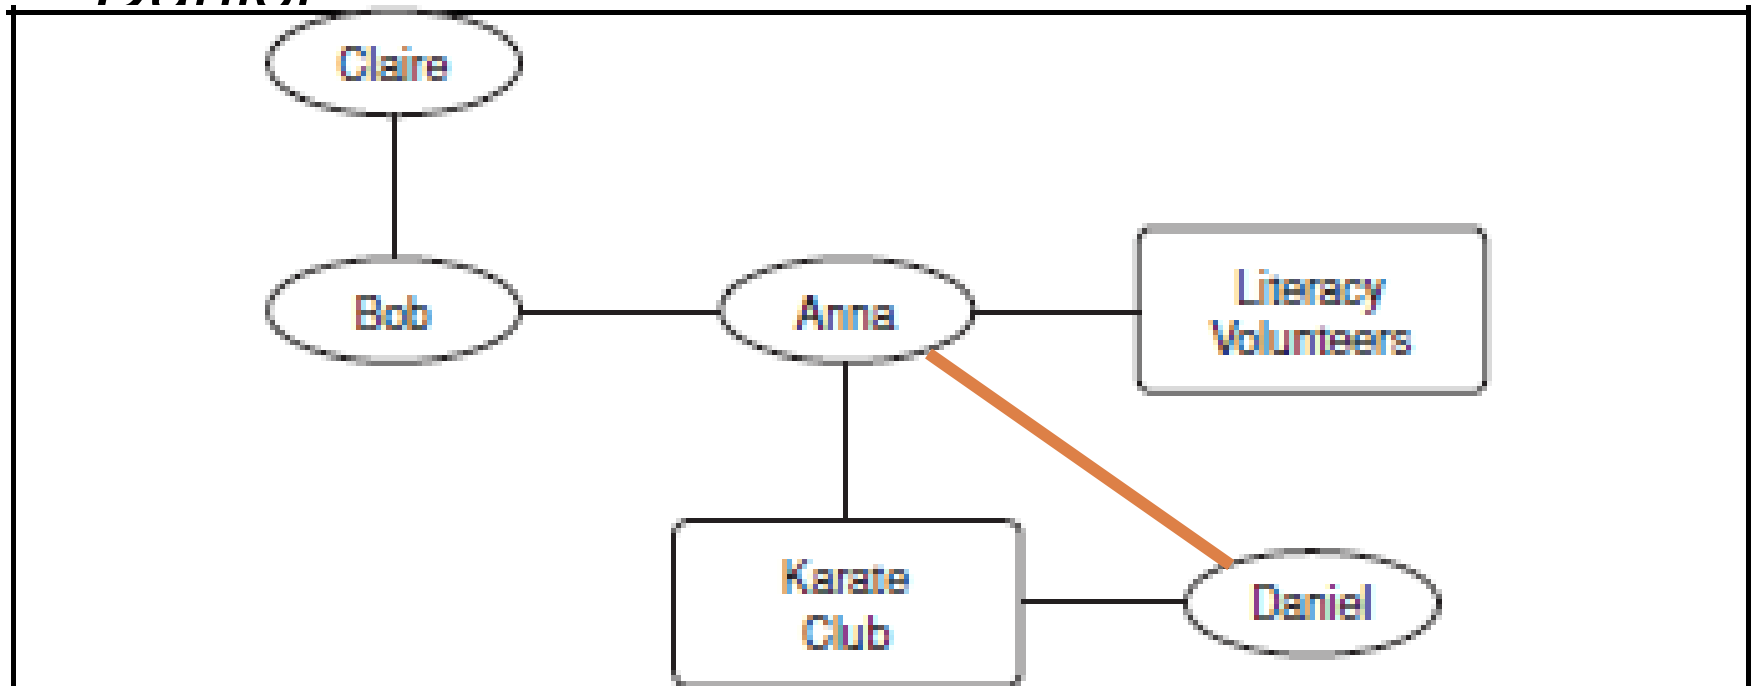 Claire
Bob
Anna
Literacy
Volunteers
Karate
Club
Daniel